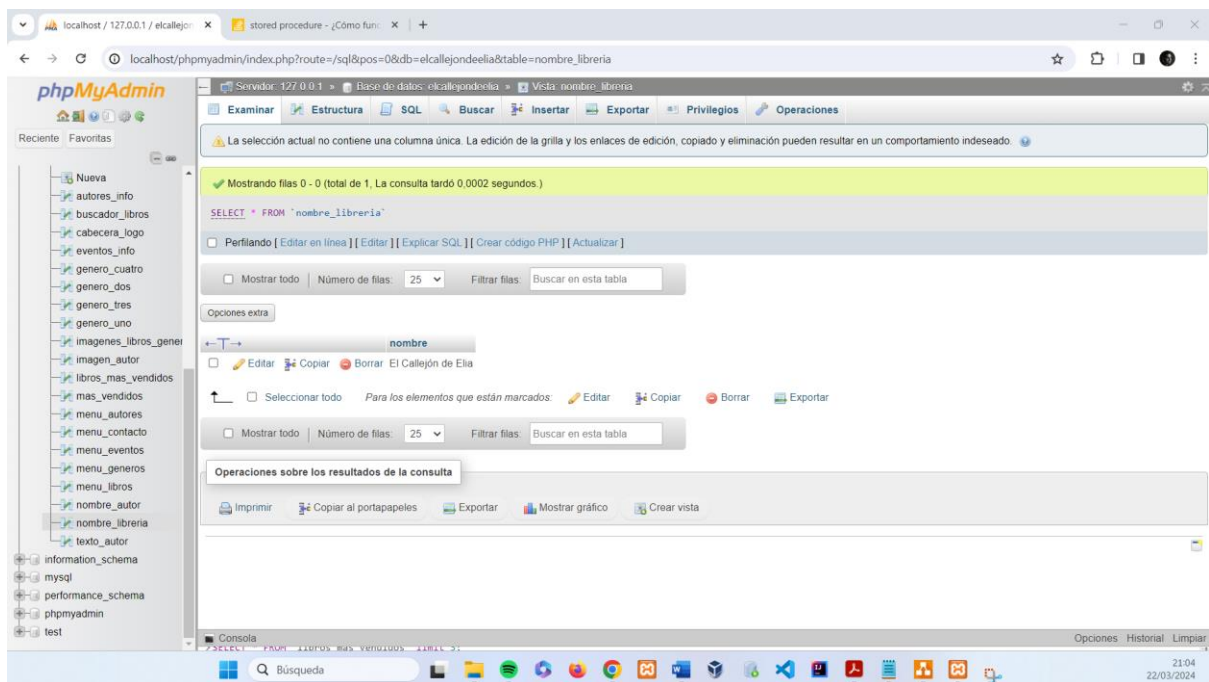 localhost / 127.0.0.1 / elcallejon
stored procedure - ¿Cómo func
localhost/phpmyadmin/index.php?route=/sql&pos=0&db=elcallejondeelia&table=nombre_libreria
phpMyAdmin
Reciente Favoritas
Nueva
autores_info
buscador_libros
cabecera_logo
eventos_info
genero_cuatro
genero_dos
genero_tres
genero_uno
imagenes_libros_gener
imagen_autor
libros_mas_vendidos
mas_vendidos
menu_autores
menu_contacto
menu_eventos
menu_generos
menu_libros
nombre_autor
nombre_libreria
texto_autor
information_schema
mysql
performance_schema
phpmyadmin
test
Servidor: 127.0.0.1 » Base de datos: elcallejondeelia » Vista: nombre_libreria
Examinar Estructura SQL Buscar Insertar Exportar Privilegios Operaciones
La selección actual no contiene una columna única. La edición de la grilla y los enlaces de edición, copiado y eliminación pueden resultar en un comportamiento indeseado.
Mostrando filas 0 - 0 (total de 1, La consulta tardó 0,0002 segundos.)
SELECT * FROM `nombre_libreria`
Perfilando [ Editar en línea ] [ Editar ] [ Explicar SQL ] [ Crear código PHP ] [ Actualizar ]
Mostrar todo | Número de filas: 25 Filtrar filas: Buscar en esta tabla
Opciones extra
←T→ nombre
Editar Copiar Borrar El Callejón de Elia
Seleccionar todo Para los elementos que están marcados: Editar Copiar Borrar Exportar
Mostrar todo | Número de filas: 25 Filtrar filas: Buscar en esta tabla
Operaciones sobre los resultados de la consulta
Imprimir Copiar al portapapeles Exportar Mostrar gráfico Crear vista
Consola Opciones Historial Limpiar
>SELECT * FROM `libros_mas_vendidos` limit 5;
Búsqueda
21:04
22/03/2024